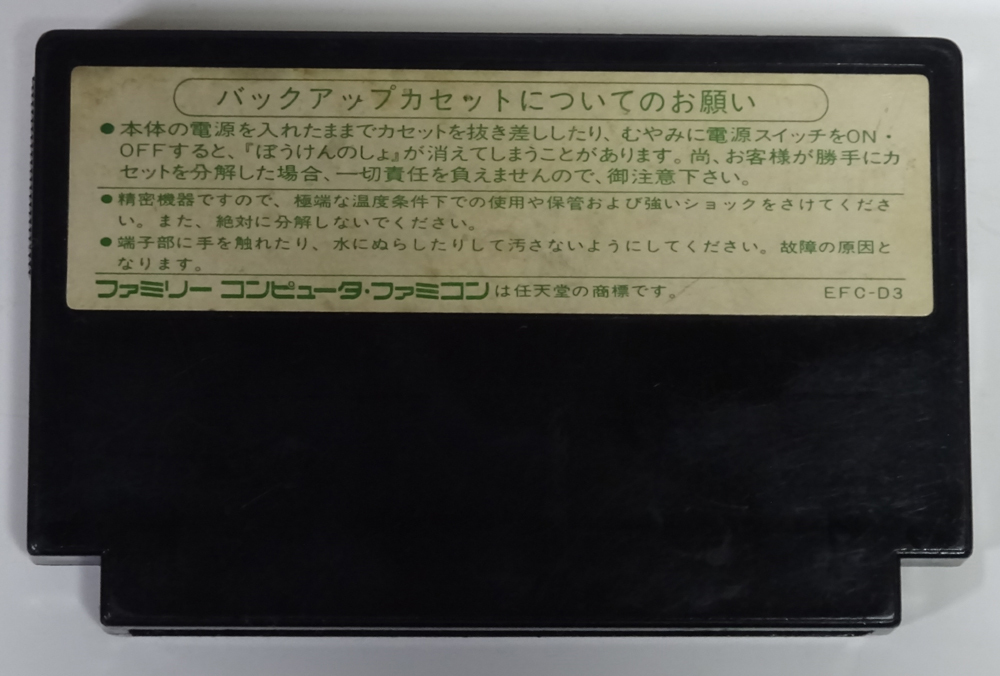 バックアップカセットについてのお願い
●本体の電源を入れたままでカセットを抜き差ししたり、むやみに電源スイッチをON・
OFFすると、『ぼうけんのしょ』が消えてしまうことがあります。尚、お客様が勝手にカ
セットを分解した場合、一切責任を負えませんので、御注意下さい。
●精密機器ですので、極端な温度条件下での使用や保管および強いショックをさけてくださ
い。また、絶対に分解しないでください。
●端子部に手を触れたり、水にぬらしたりして汚さないようにしてください。故障の原因と
なります。
ファミリー コンピュータ・ファミコンは任天堂の商標です。 EFC-D3